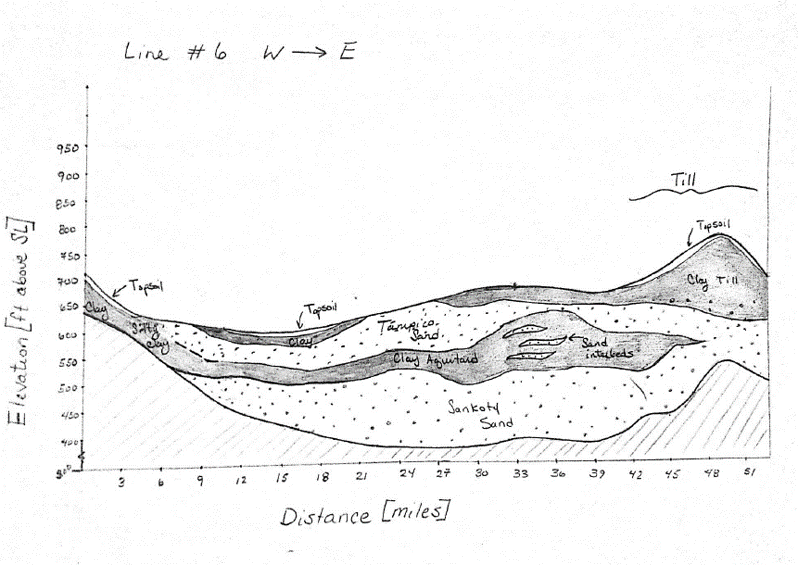 Line #6 W → E
950
900
850
800
750
700
650
600
550
500
450
400
Elevation [ft above SL]
Till
Topsoil
Clay Till
Topsoil
Clay
Silty
Clay
Topsoil
Clay
Tampico
Sand
Clay Aquitard
Sand
interbeds
Sankoty
Sand
3 6 9 12 15 18 21 24 27 30 33 36 39 42 45 48 51
Distance [miles]